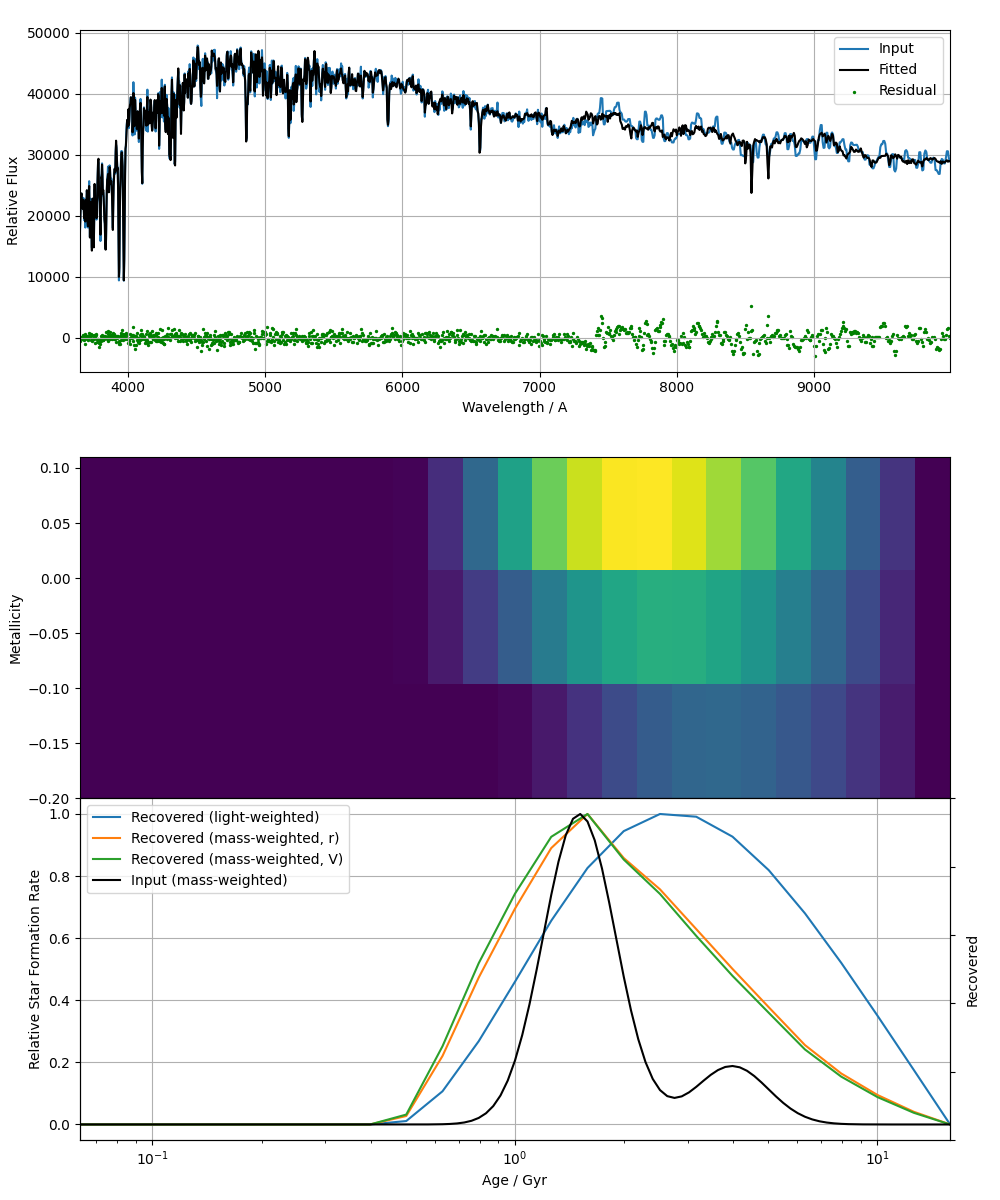 50000
40000
30000
20000
10000
0
Relative Flux
Input
Fitted
Residual
4000 5000 6000 7000 8000 9000
Wavelength / A
0.10
0.05
0.00
−0.05
−0.10
−0.15
−0.20
Metallicity
1.0
0.8
0.6
0.4
0.2
0.0
Relative Star Formation Rate
Recovered (light-weighted)
Recovered (mass-weighted, r)
Recovered (mass-weighted, V)
Input (mass-weighted)
Recovered
10⁻¹ 10⁰ 10¹
Age / Gyr